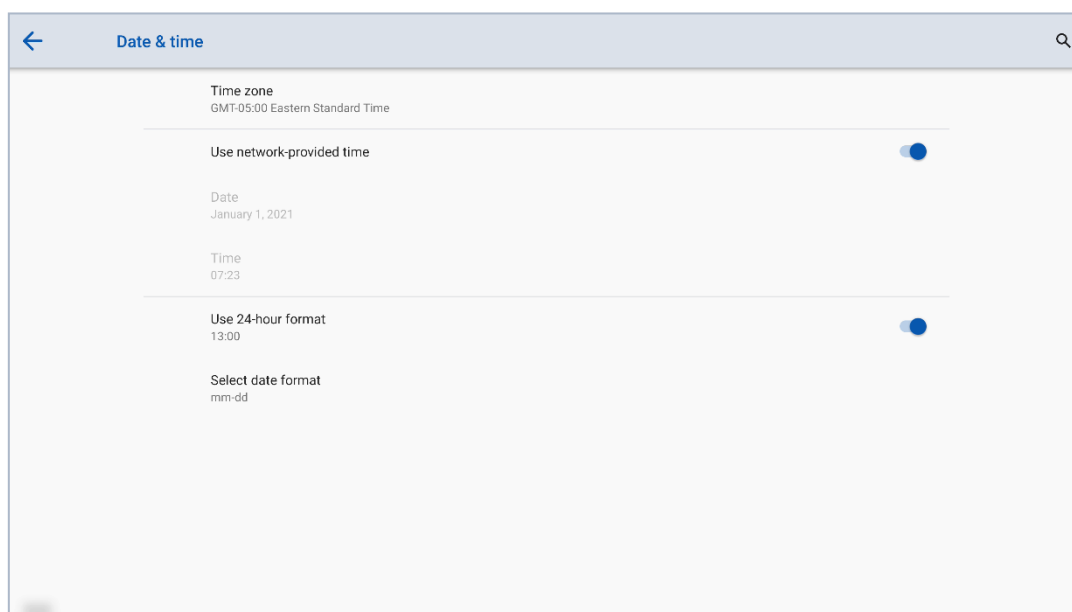 Date & time
Time zone
GMT-05:00 Eastern Standard Time
Use network-provided time
Date
January 1, 2021
Time
07:23
Use 24-hour format
13:00
Select date format
mm-dd